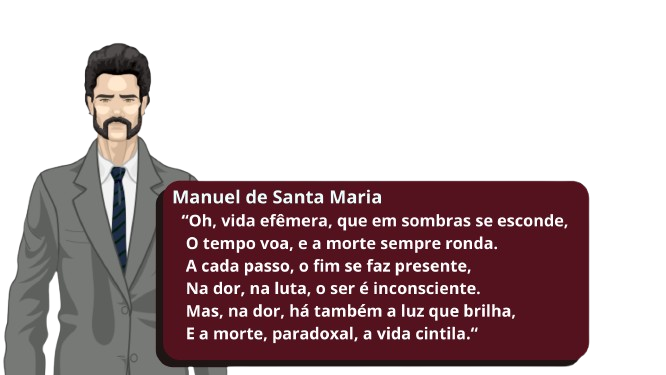 Manuel de Santa Maria
“Oh, vida efêmera, que em sombras se esconde,
O tempo voa, e a morte sempre ronda.
A cada passo, o fim se faz presente,
Na dor, na luta, o ser é inconsciente.
Mas, na dor, há também a luz que brilha,
E a morte, paradoxal, a vida cintila.“